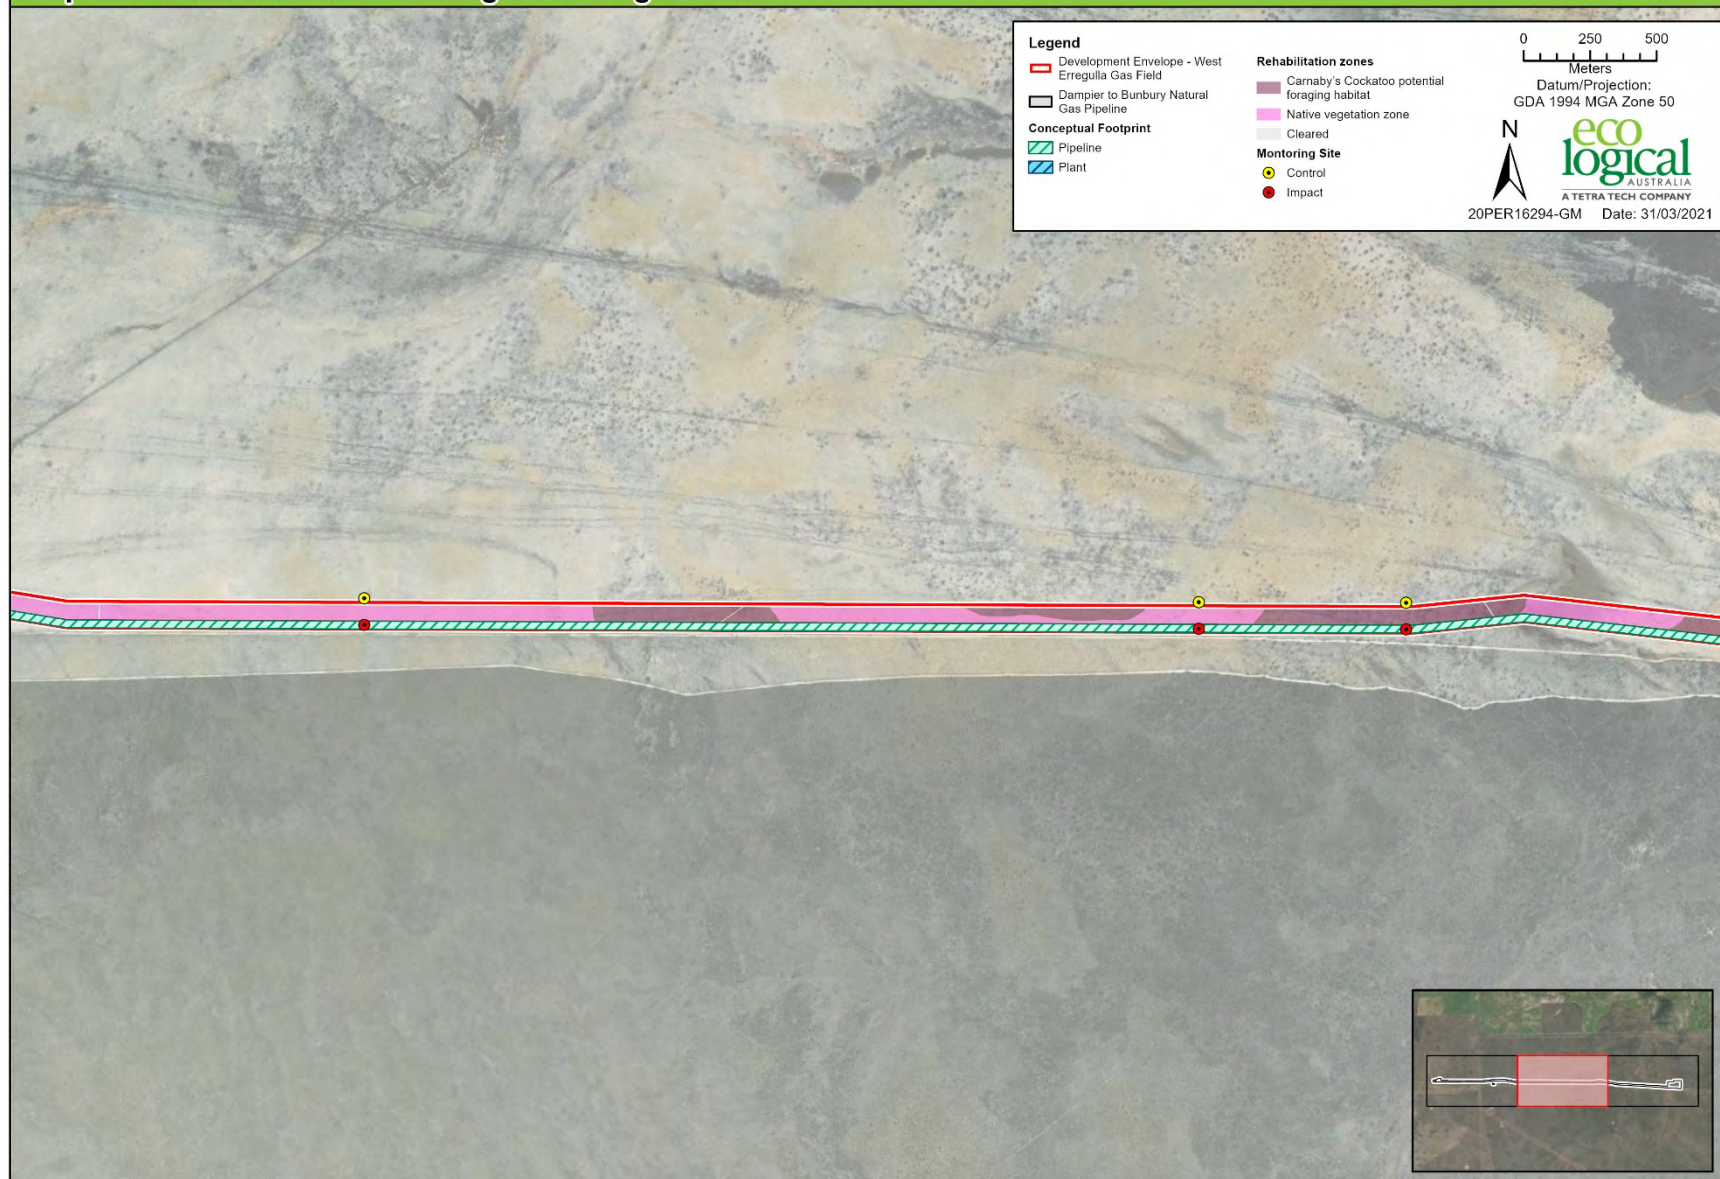 Legend
Development Envelope - West
Erregulla Gas Field
Dampier to Bunbury Natural
Gas Pipeline
Conceptual Footprint
Pipeline
Plant
Rehabilitation zones
Carnaby's Cockatoo potential
foraging habitat
Native vegetation zone
Cleared
Montoring Site
Control
Impact
0 250 500
Meters
Datum/Projection:
GDA 1994 MGA Zone 50
N
eco
logical
AUSTRALIA
A TETRA TECH COMPANY
20PER16294-GM Date: 31/03/2021